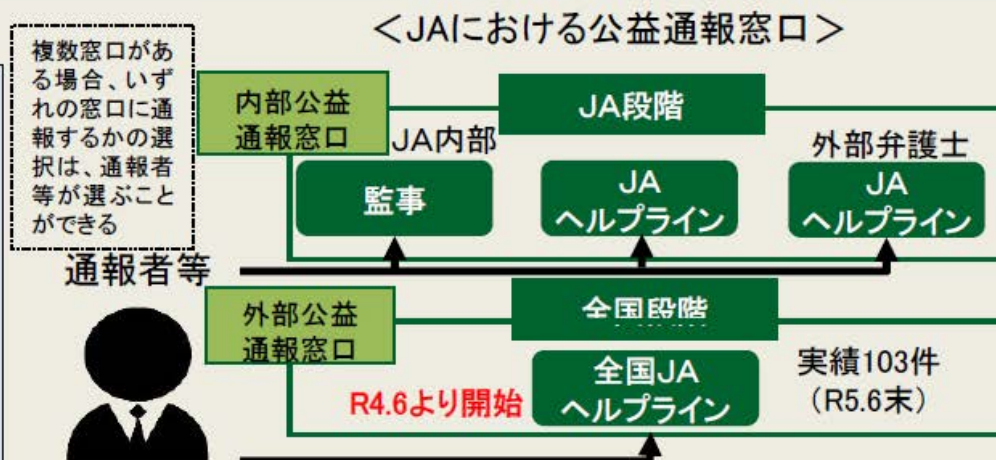 ＜JAにおける公益通報窓口＞
複数窓口があ
る場合、いず
れの窓口に通
報するかの選
択は、通報者
等が選ぶこと
ができる
内部公益
通報窓口
JA段階
JA内部
外部弁護士
監事
JA
ヘルプライン
JA
ヘルプライン
通報者等
外部公益
通報窓口
全国段階
R4.6より開始
全国JA
ヘルプライン
実績103件
（R5.6末）